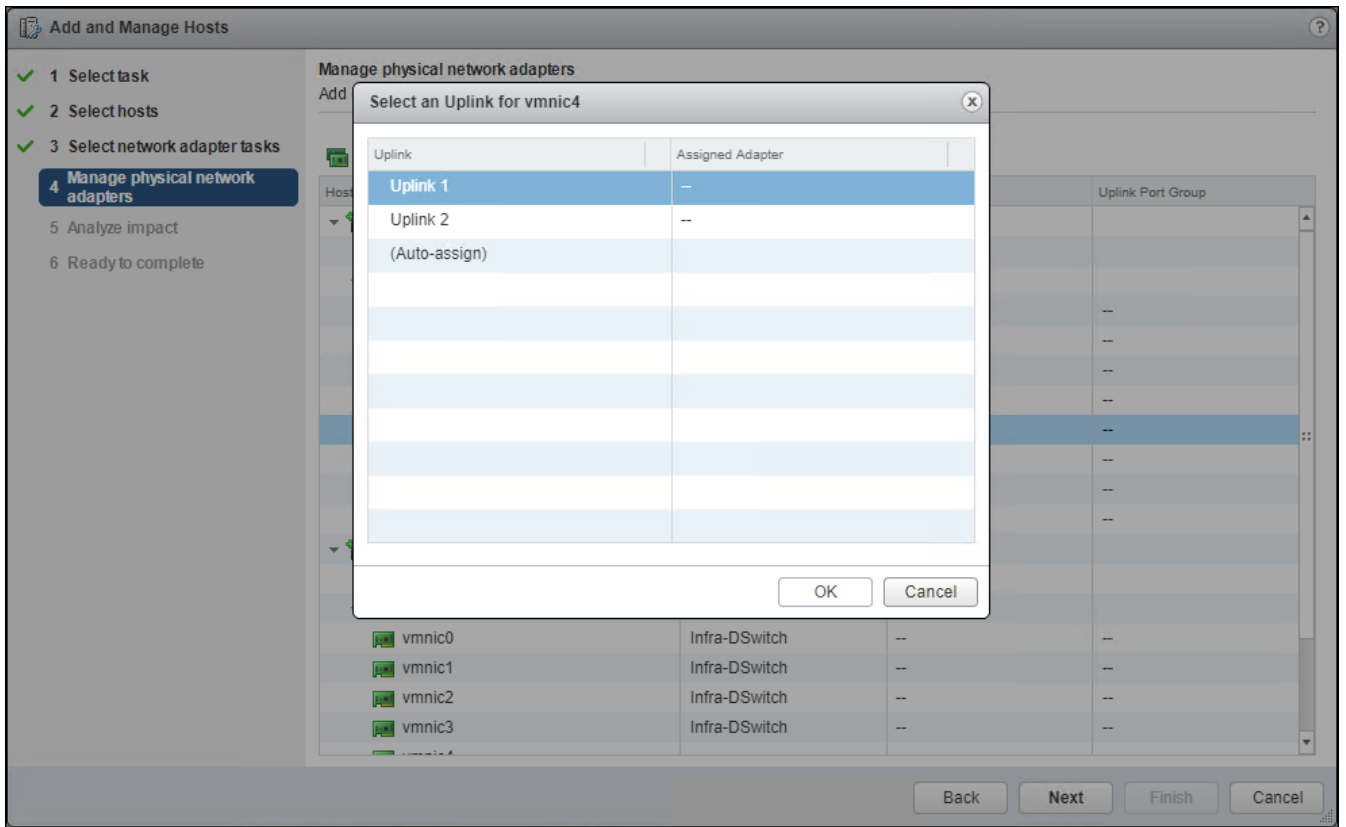 Add and Manage Hosts
?
1 Select task
2 Select hosts
3 Select network adapter tasks
4 Manage physical network
adapters
5 Analyze impact
6 Ready to complete
Manage physical network adapters
Add
Select an Uplink for vmnic4
Uplink Assigned Adapter
Uplink 1 --
Uplink 2 --
(Auto-assign)
OK Cancel
Host Uplink Port Group
--
--
--
--
--
--
--
--
vmnic0 Infra-DSwitch -- --
vmnic1 Infra-DSwitch -- --
vmnic2 Infra-DSwitch -- --
vmnic3 Infra-DSwitch -- --
Back Next Finish Cancel